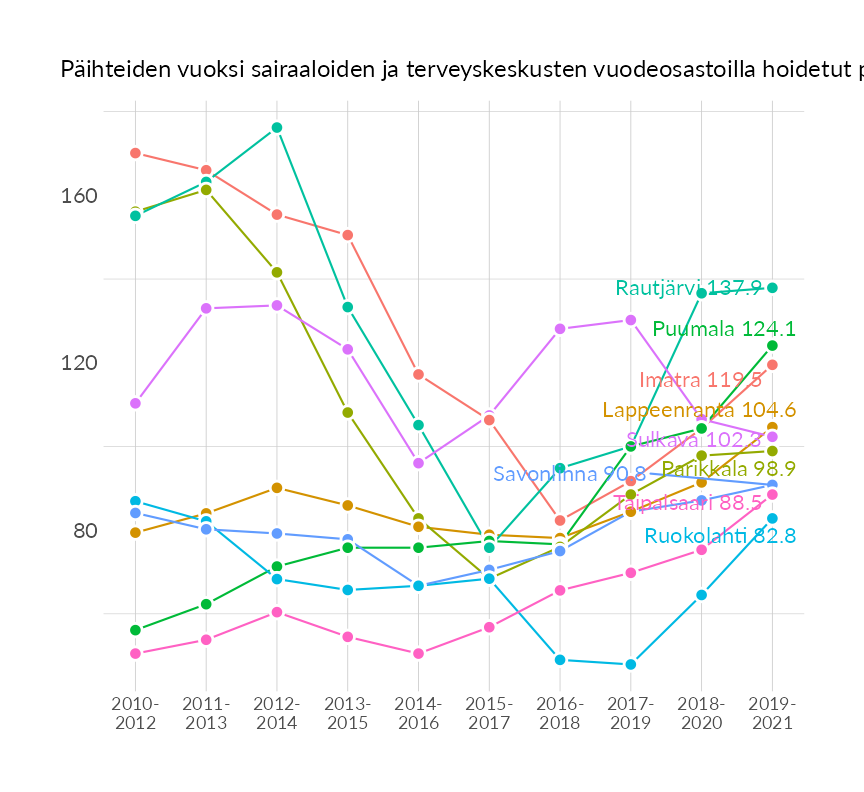 Päihteiden vuoksi sairaaloiden ja terveyskeskusten vuodeosastoilla hoidetut
160
120
80
Rautjärvi 137.9
Puumala 124.1
Imatra 119.5
Lappeenranta 104.6
Sulkava 102.3
Parikkala 98.9
Savonlinna 90.8
Taipalsaari 88.5
Ruokolahti 82.8
2010-
2012
2011-
2013
2012-
2014
2013-
2015
2014-
2016
2015-
2017
2016-
2018
2017-
2019
2018-
2020
2019-
2021